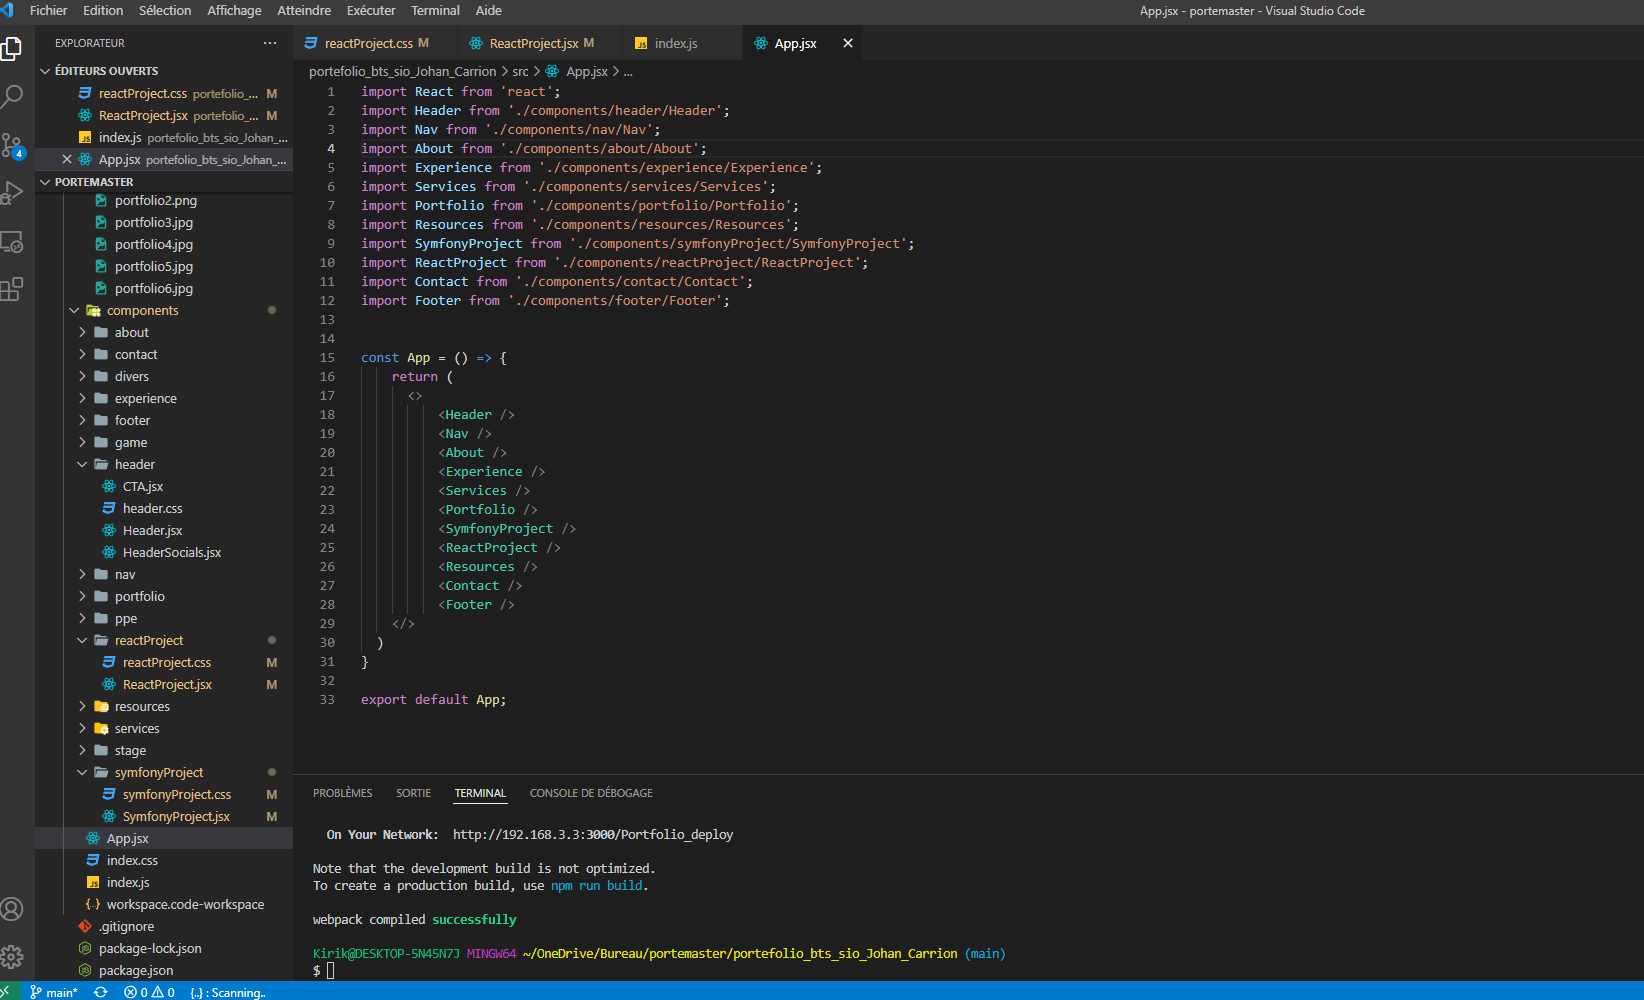 Fichier Edition Sélection Affichage Atteindre Exécuter Terminal Aide
App.jsx - portemaster - Visual Studio Code
EXPLORATEUR ...
ÉDITEURS OUVERTS
reactProject.css portefolio_... M
ReactProject.jsx portefolio_... M
index.js portefolio_bts_sio_Johan_...
App.jsx portefolio_bts_sio_Johan_...
PORTEMASTER
portfolio2.png
portfolio3.jpg
portfolio4.jpg
portfolio5.jpg
portfolio6.jpg
components
about
contact
divers
experience
footer
game
header
CTA.jsx
header.css
Header.jsx
HeaderSocials.jsx
nav
portfolio
ppe
reactProject
reactProject.css M
ReactProject.jsx M
resources
services
stage
symfonyProject
symfonyProject.css M
SymfonyProject.jsx M
App.jsx
index.css
index.js
workspace.code-workspace
.gitignore
package-lock.json
package.json
4
reactProject.css M ReactProject.jsx M JS index.js App.jsx
portefolio_bts_sio_Johan_Carrion > src > App.jsx > ...
1 import React from 'react';
2 import Header from './components/header/Header';
3 import Nav from './components/nav/Nav';
4 import About from './components/about/About';
5 import Experience from './components/experience/Experience';
6 import Services from './components/services/Services';
7 import Portfolio from './components/portfolio/Portfolio';
8 import Resources from './components/resources/Resources';
9 import SymfonyProject from './components/symfonyProject/SymfonyProject';
10 import ReactProject from './components/reactProject/ReactProject';
11 import Contact from './components/contact/Contact';
12 import Footer from './components/footer/Footer';
13
14
15 const App = () => {
16 return (
17 <>
18 <Header />
19 <Nav />
20 <About />
21 <Experience />
22 <Services />
23 <Portfolio />
24 <SymfonyProject />
25 <ReactProject />
26 <Resources />
27 <Contact />
28 <Footer />
29 </>
30 )
31 }
32
33 export default App;
PROBLÈMES SORTIE TERMINAL CONSOLE DE DÉBOGAGE
On Your Network: http://192.168.3.3:3000/Portfolio_deploy
Note that the development build is not optimized.
To create a production build, use npm run build.
webpack compiled successfully
Kirik@DESKTOP-5N45N7J MINGW64 ~/OneDrive/Bureau/portemaster/portefolio_bts_sio_Johan_Carrion (main)
$
main* 0 0 {..} : Scanning..